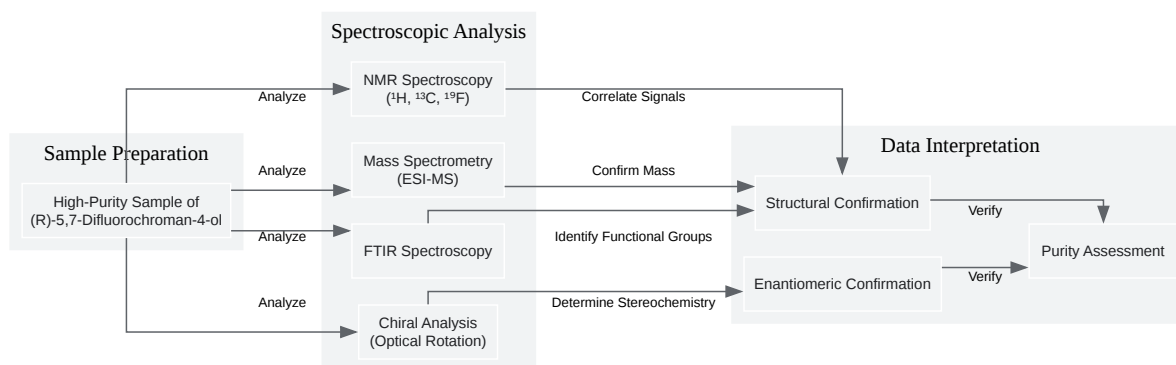 Spectroscopic Analysis
NMR Spectroscopy
(¹H, ¹³C, ¹⁹F)
Analyze
Correlate Signals
Sample Preparation
Data Interpretation
Mass Spectrometry
(ESI-MS)
Analyze
Confirm Mass
High-Purity Sample of
(R)-5,7-Difluorochroman-4-ol
Structural Confirmation
Verify
Analyze
FTIR Spectroscopy
Identify Functional Groups
Purity Assessment
Enantiomeric Confirmation
Verify
Analyze
Determine Stereochemistry
Chiral Analysis
(Optical Rotation)